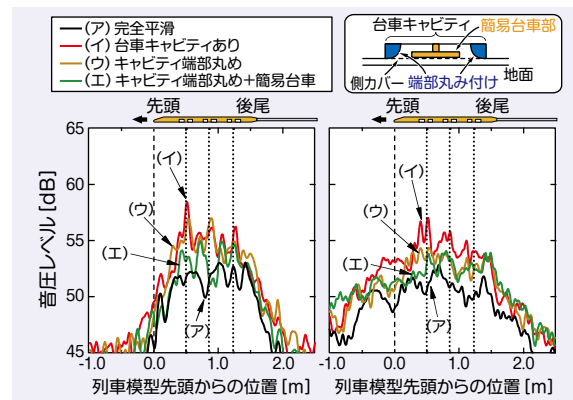 (ア)完全平滑
(イ)台車キャビティあり
(ウ)キャビティ端部丸め
(エ)キャビティ端部丸め+簡易台車
台車キャビティ
簡易台車部
側カバー
端部丸み付け
地面
先頭 後尾
先頭 後尾
音圧レベル[dB]
65
60
55
50
45
(イ)
(ウ)
(エ)
(ア)
(イ)
(ウ)
(エ)
(ア)
-1.0 0.0 1.0 2.0
-1.0 0.0 1.0 2.0
列車模型先頭からの位置[m]
列車模型先頭からの位置[m]